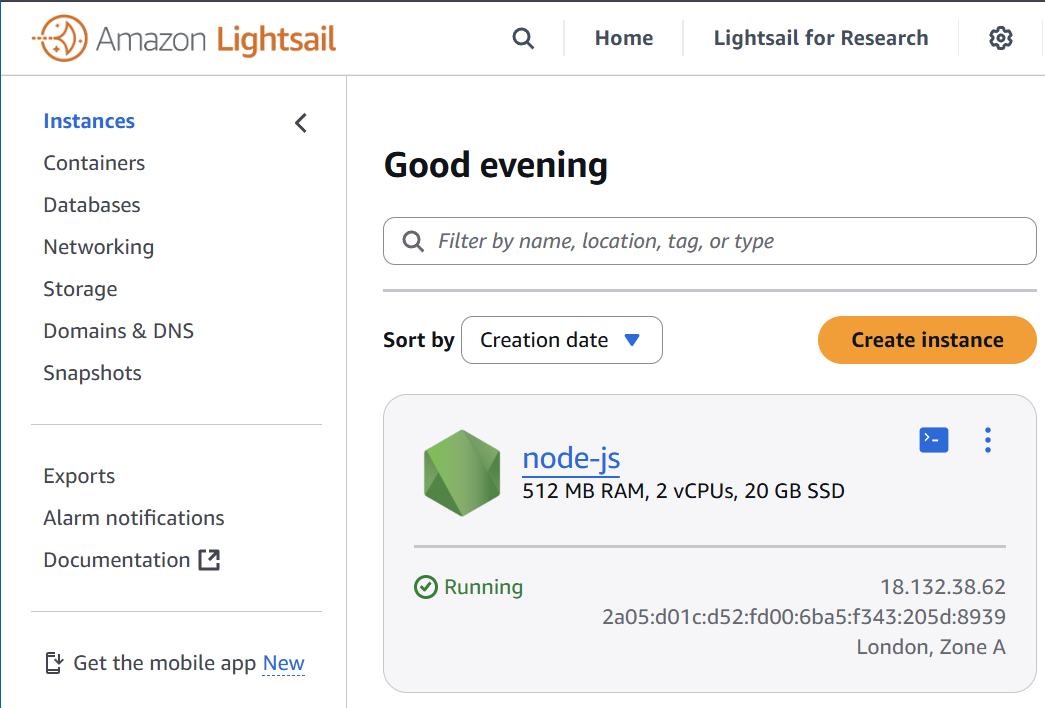 Amazon Lightsail
Home
Lightsail for Research
Instances
Containers
Databases
Networking
Storage
Domains & DNS
Snapshots
Exports
Alarm notifications
Documentation
Get the mobile app New
Good evening
Filter by name, location, tag, or type
Sort by Creation date
Create instance
node-js
512 MB RAM, 2 vCPUs, 20 GB SSD
Running
18.132.38.62
2a05:d01c:d52:fd00:6ba5:f343:205d:8939
London, Zone A